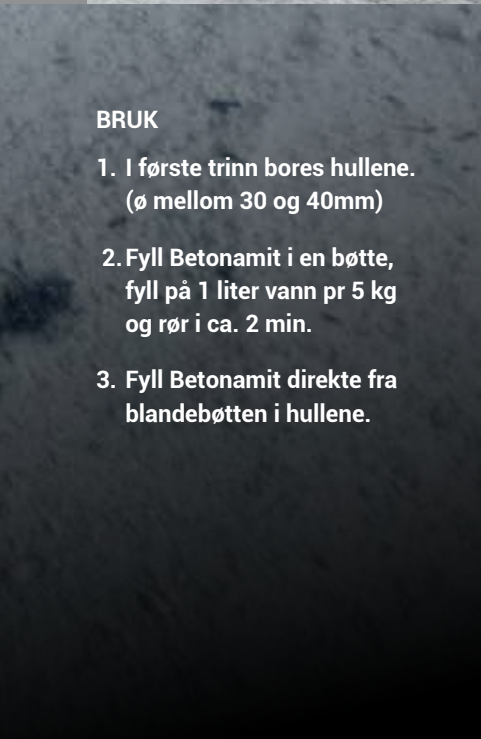 BRUK
1. I første trinn bores hullene.
(ø mellom 30 og 40mm)
2. Fyll Betonamit i en bøtte,
fyll på 1 liter vann pr 5 kg
og rør i ca. 2 min.
3. Fyll Betonamit direkte fra
blandebøtten i hullene.